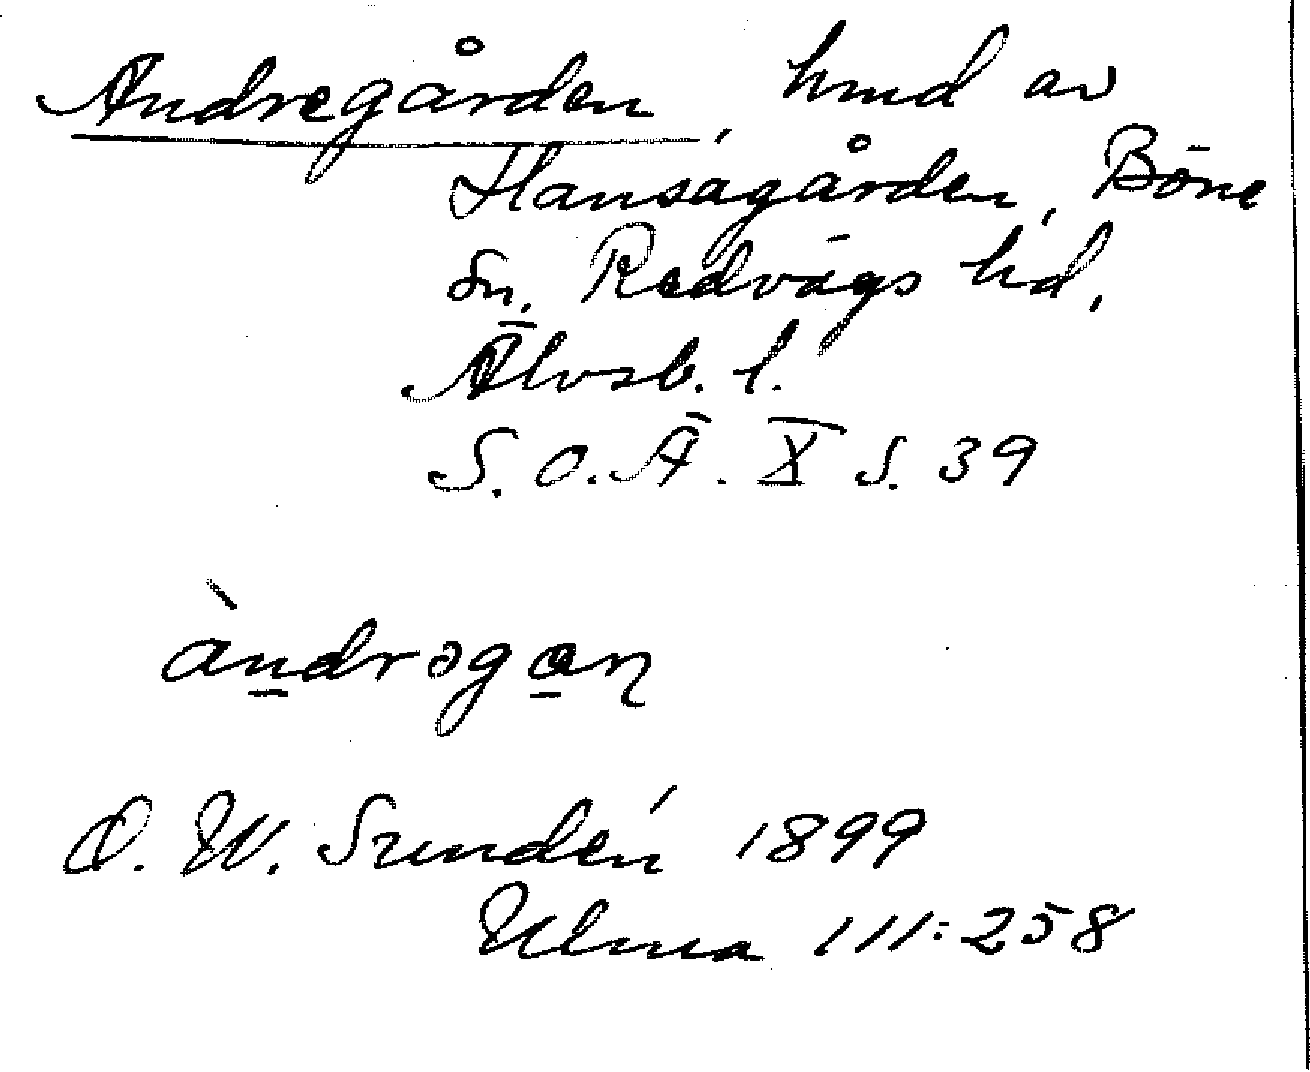 Andregården, hmd av
Hansagården, Böne
sn. Redvägs hd,
Älvsb. l.
S.O.Ä. X s. 39
àndrəgan
O. W. Sundén 1899
Ulma 111:258